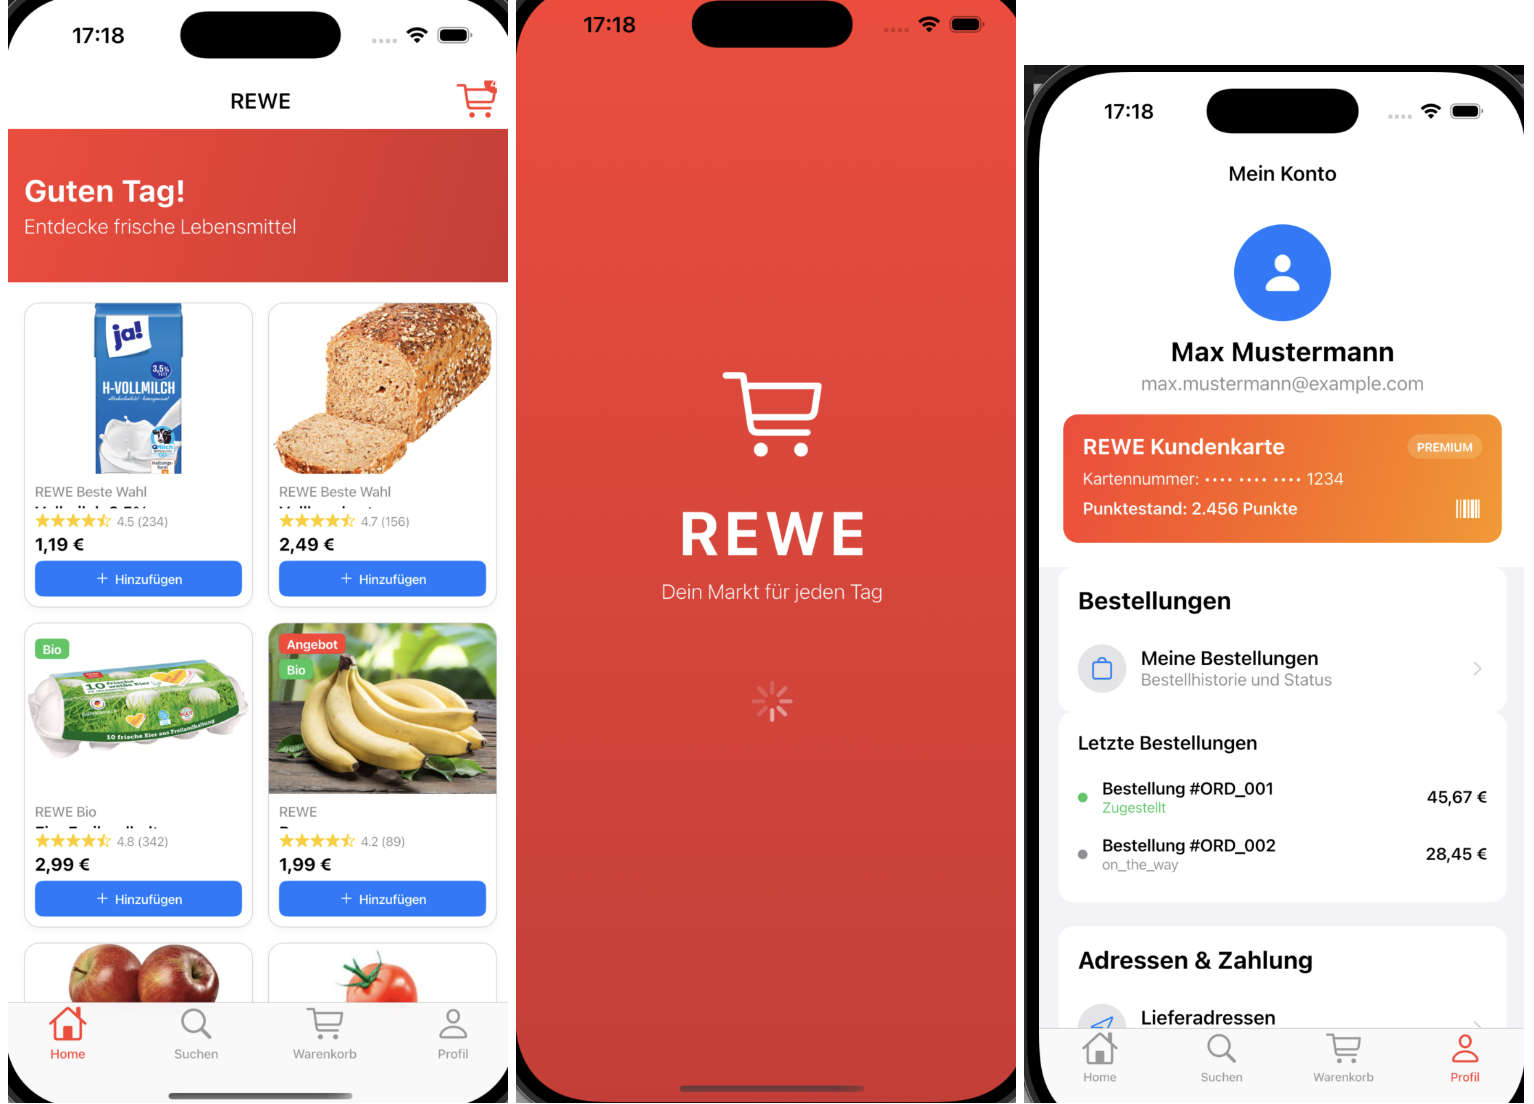 17:18
REWE
Guten Tag!
Entdecke frische Lebensmittel
ja!
3,5%
H-VOLLMILCH
REWE Beste Wahl
4.5 (234)
1,19 €
+ Hinzufügen
REWE Beste Wahl
4.7 (156)
2,49 €
+ Hinzufügen
Bio
10 frische
weiße Eier
10 frische Eier aus Freilandhaltung
REWE Bio
4.8 (342)
2,99 €
+ Hinzufügen
Angebot
Bio
REWE
4.2 (89)
1,99 €
+ Hinzufügen
Home
Suchen
Warenkorb
Profil
17:18
REWE
Dein Markt für jeden Tag
17:18
Mein Konto
Max Mustermann
max.mustermann@example.com
REWE Kundenkarte
PREMIUM
Kartennummer: •••• •••• •••• 1234
Punktestand: 2.456 Punkte
Bestellungen
Meine Bestellungen
Bestellhistorie und Status
Letzte Bestellungen
Bestellung #ORD_001
Zugestellt
45,67 €
Bestellung #ORD_002
on_the_way
28,45 €
Adressen & Zahlung
Lieferadressen
Home
Suchen
Warenkorb
Profil